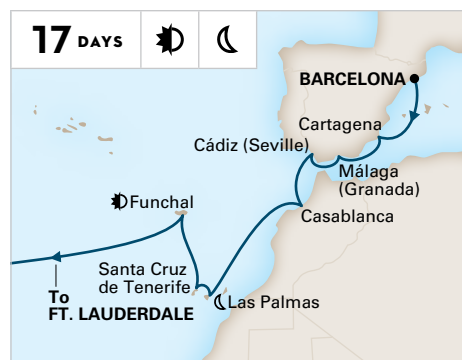 17 DAYS
BARCELONA
Cartagena
Cádiz (Seville)
Málaga
(Granada)
Casablanca
Funchal
Santa Cruz
de Tenerife
Las Palmas
To
FT. LAUDERDALE